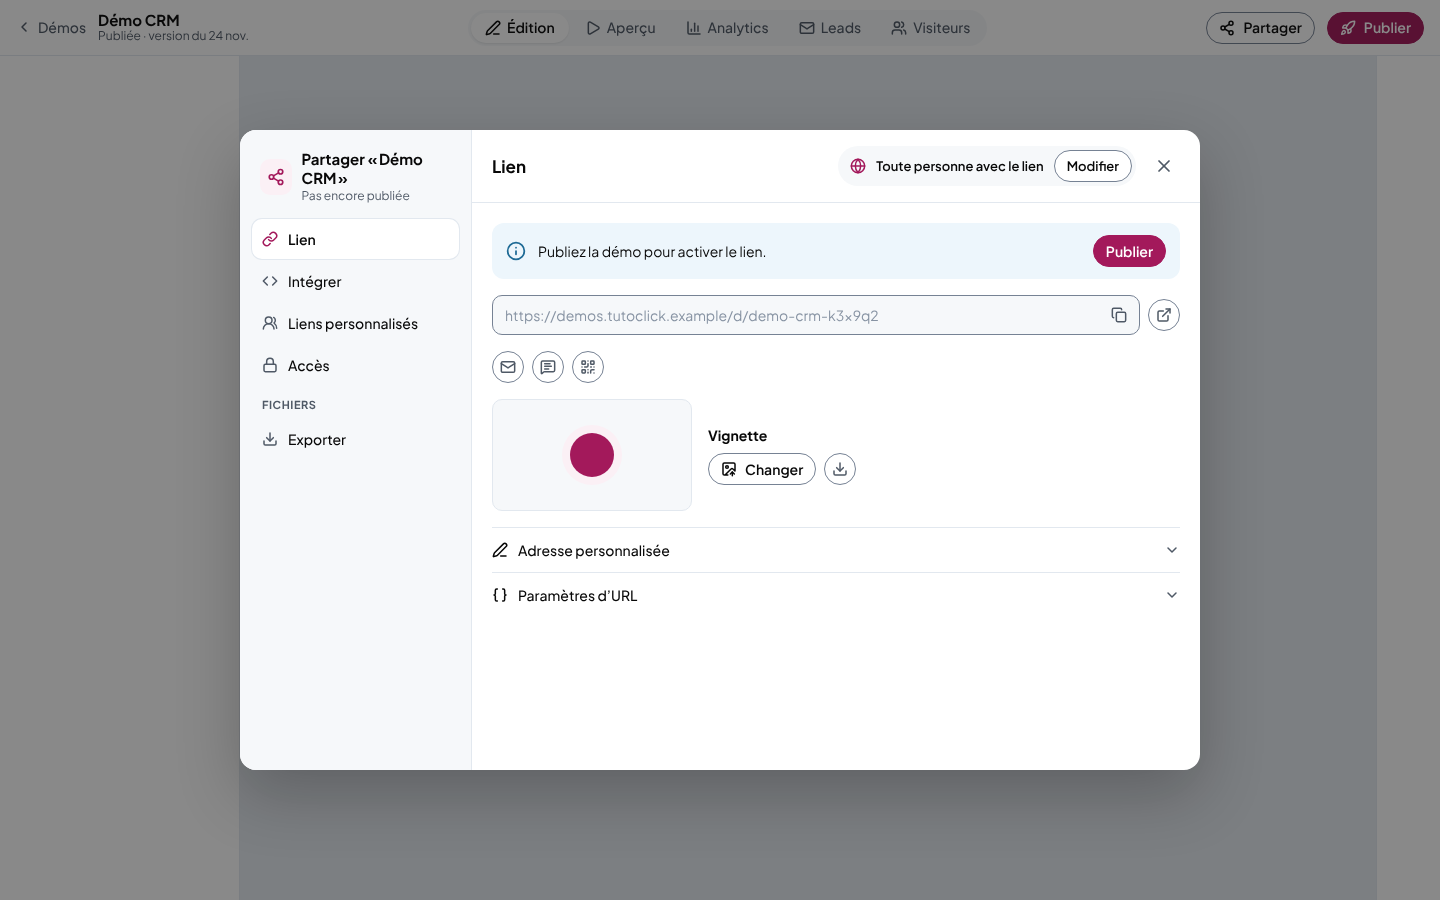 Démos
Démo CRM
Publiée · version du 24 nov.
Édition
Aperçu
Analytics
Leads
Visiteurs
Partager
Publier
Partager « Démo
CRM »
Pas encore publiée
Lien
Intégrer
Liens personnalisés
Accès
FICHIERS
Exporter
Lien
Toute personne avec le lien
Modifier
Publiez la démo pour activer le lien.
Publier
https://demos.tutoclick.example/d/demo-crm-k3x9q2
Vignette
Changer
Adresse personnalisée
Paramètres d’URL